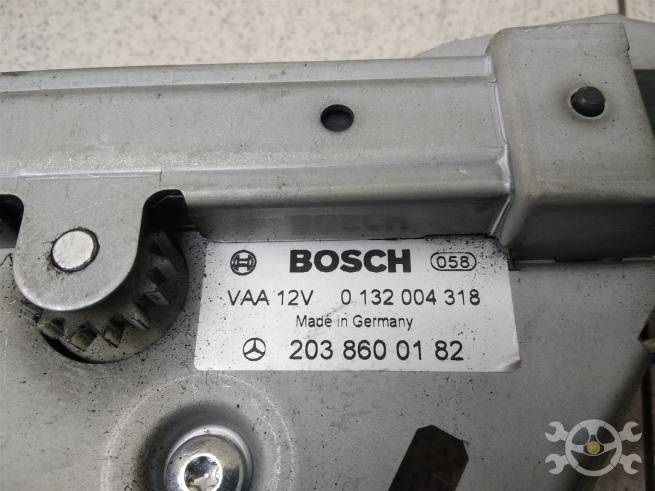 BOSCH 058
VAA 12V 0 132 004 318
Made in Germany
203 860 01 82